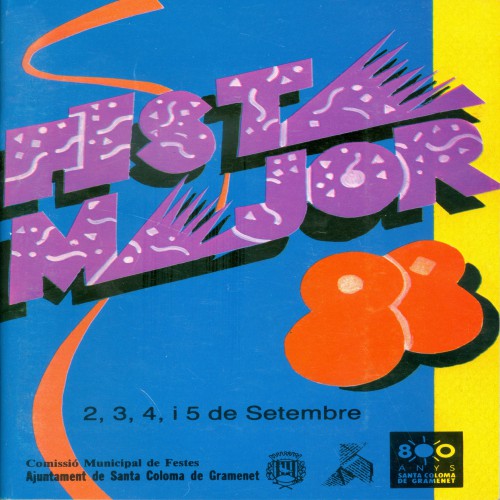 FESTA
MAJOR
88
2, 3, 4, i 5 de Setembre
Comissió Municipal de Festes
Ajuntament de Santa Coloma de Gramenet
800
ANYS
SANTA COLOMA
DE GRAMENET